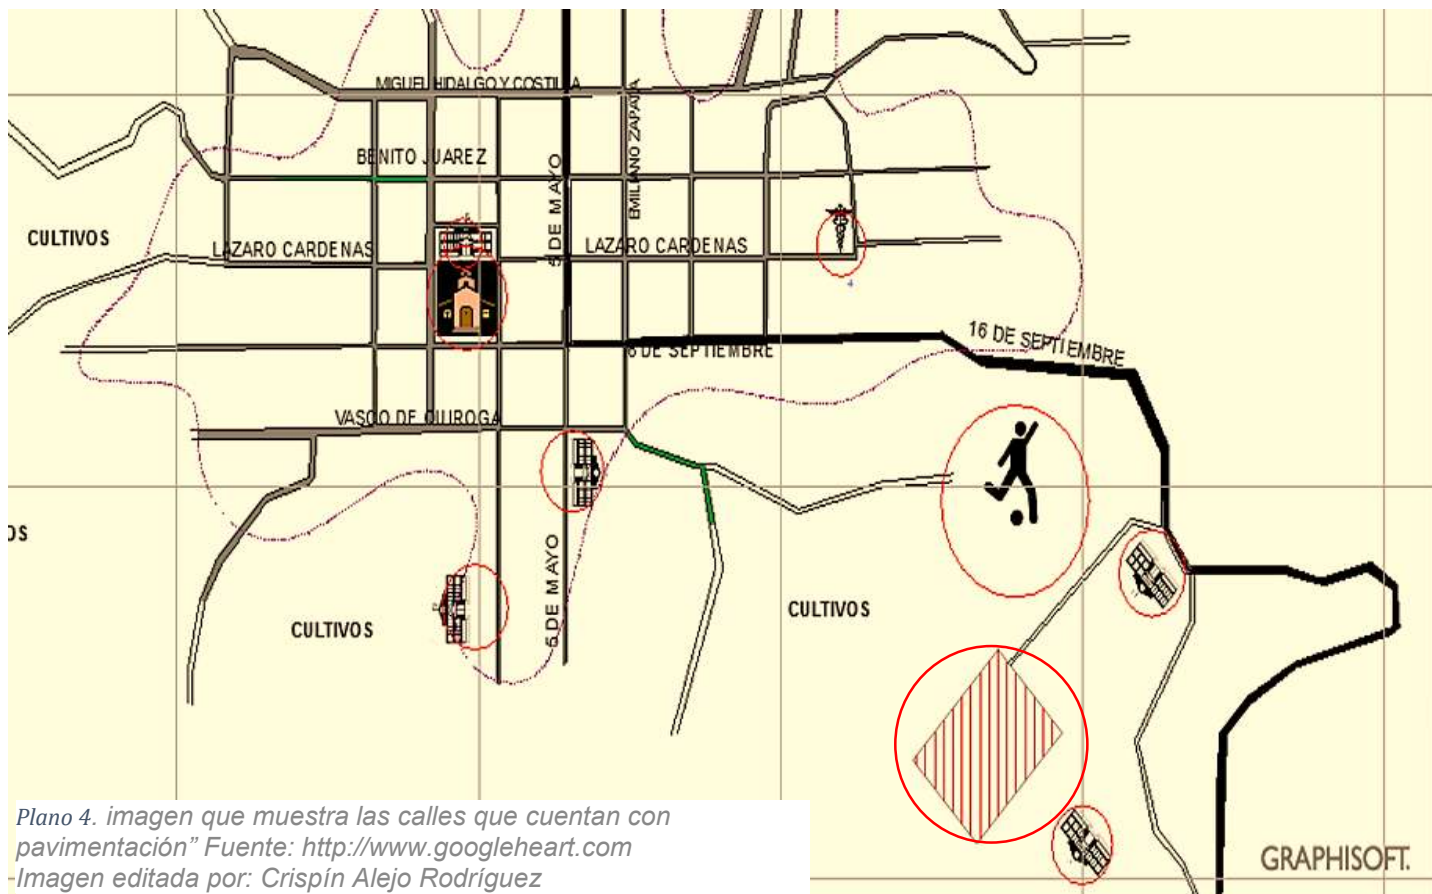 MIGUEL HIDALGO Y COSTILLA
EMILIANO ZAPATA
BENITO JUAREZ
5 DE MAYO
CULTIVOS
LAZARO CARDENAS
LAZARO CARDENAS
16 DE SEPTIEMBRE
6 DE SEPTIEMBRE
VASCO DE QUIROGA
OS
5 DE MAYO
CULTIVOS
CULTIVOS
Plano 4. imagen que muestra las calles que cuentan con
pavimentación” Fuente: http://www.googleheart.com
Imagen editada por: Crispín Alejo Rodríguez
GRAPHISOFT.